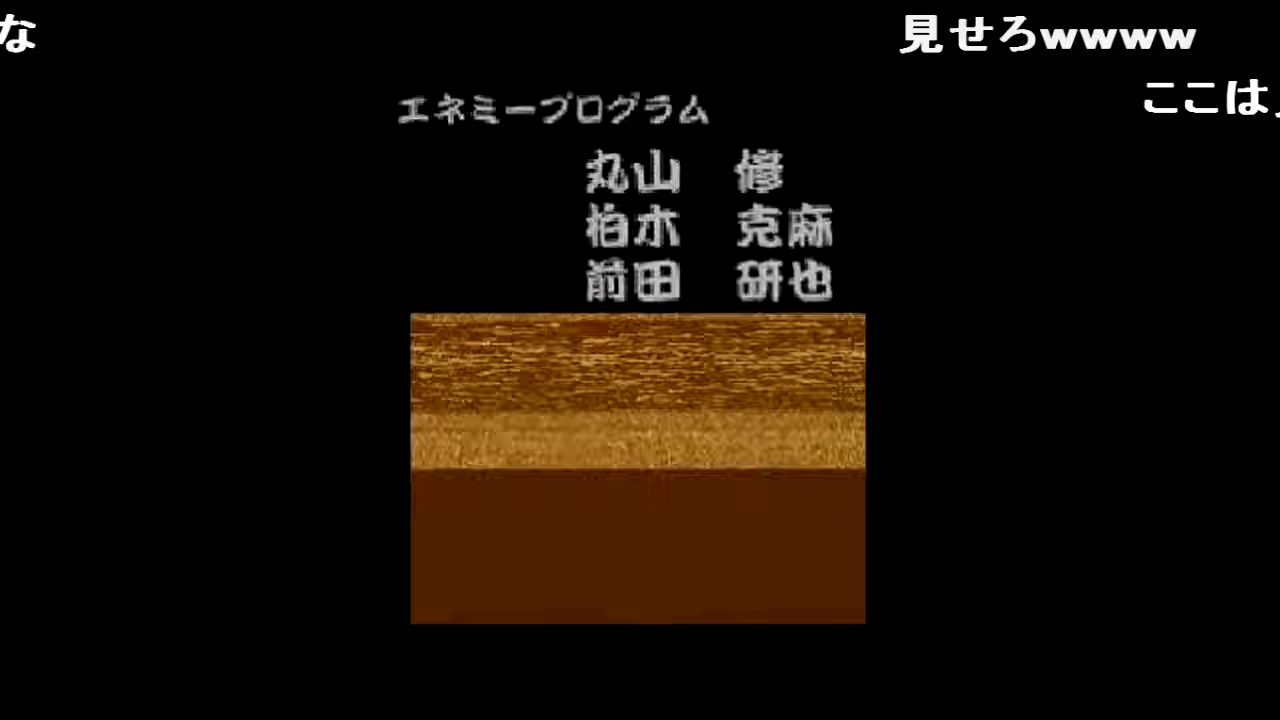 な
見せろwwww
ここは
エネミープログラム
丸山 修
柏木 克麻
前田 研也